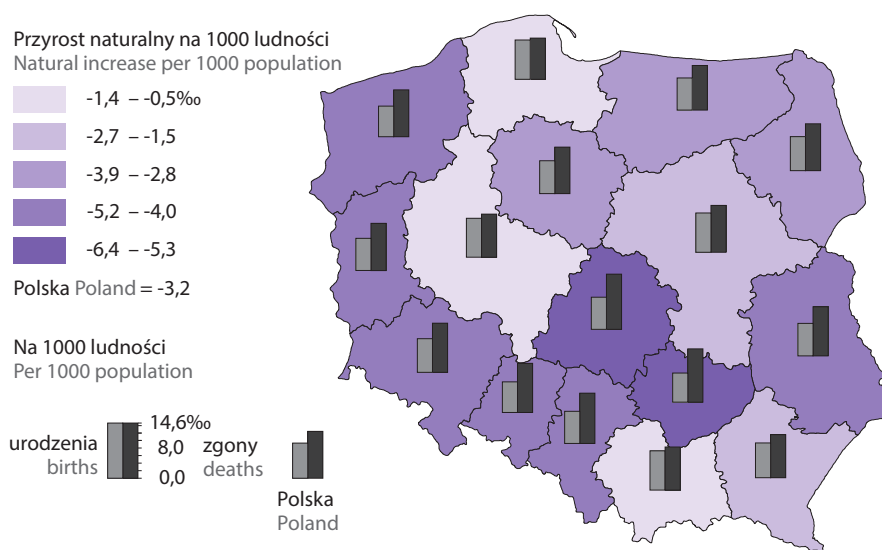 Przyrost naturalny na 1000 ludności
Natural increase per 1000 population
-1,4 – -0,5‰
-2,7 – -1,5
-3,9 – -2,8
-5,2 – -4,0
-6,4 – -5,3
Polska Poland = -3,2
Na 1000 ludności
Per 1000 population
14,6‰
urodzenia 8,0 zgony
births deaths
0,0
Polska
Poland